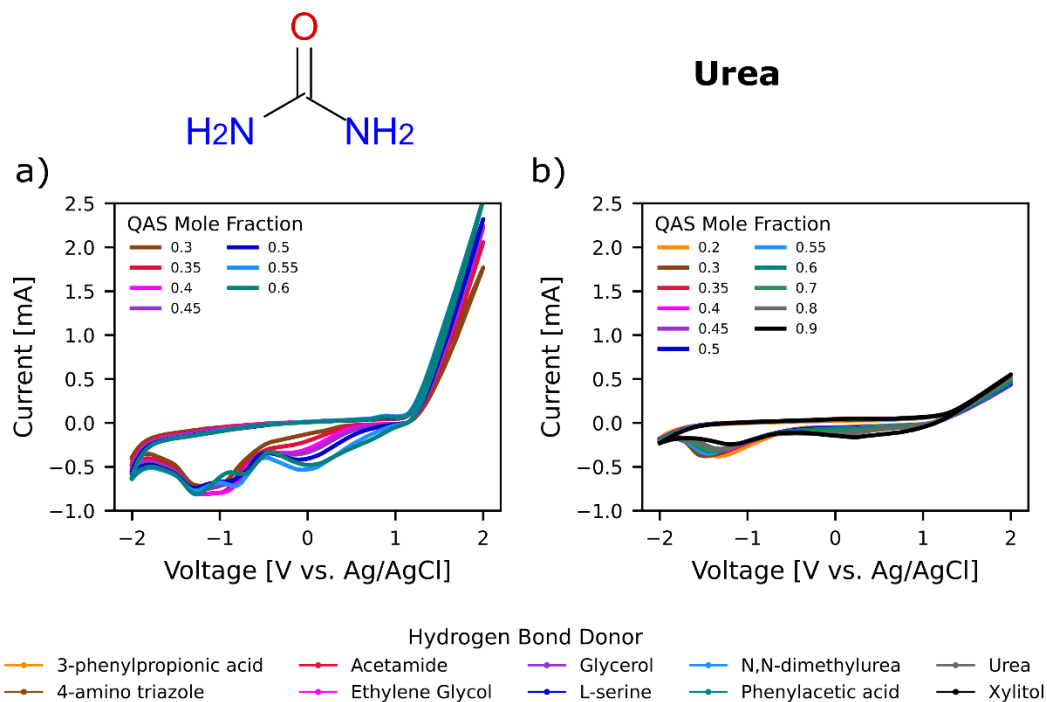 O
H2N NH2
Urea
a)
b)
2.5
2.0
1.5
1.0
0.5
0.0
−0.5
−1.0
Current [mA]
QAS Mole Fraction
0.3 0.5
0.35 0.55
0.4 0.6
0.45
−2 −1 0 1 2
Voltage [V vs. Ag/AgCl]
2.5
2.0
1.5
1.0
0.5
0.0
−0.5
−1.0
Current [mA]
QAS Mole Fraction
0.2 0.55
0.3 0.6
0.35 0.7
0.4 0.8
0.45 0.9
0.5
−2 −1 0 1 2
Voltage [V vs. Ag/AgCl]
Hydrogen Bond Donor
3-phenylpropionic acid Acetamide Glycerol N,N-dimethylurea Urea
4-amino triazole Ethylene Glycol L-serine Phenylacetic acid Xylitol